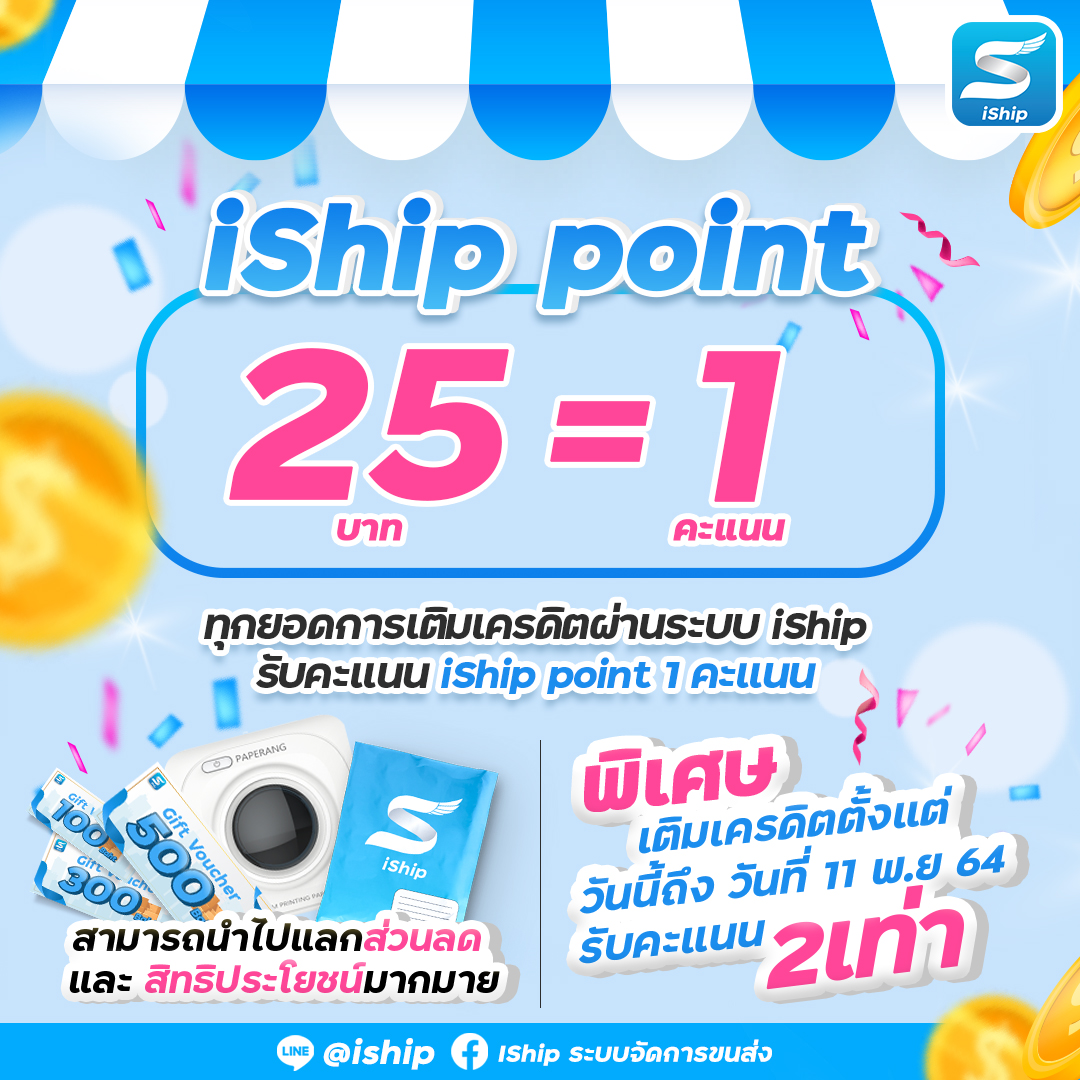 iShip
iShip point
25 = 1
บาท คะแนน
ทุกยอดการเติมเครดิตผ่านระบบ iShip
รับคะแนน iShip point 1 คะแนน
PAPERANG
Gift Voucher
100
Gift Voucher
500
300
iShip
สามารถนำไปแลกส่วนลด
และ สิทธิประโยชน์มากมาย
พิเศษ
เติมเครดิตตั้งแต่
วันนี้ถึง วันที่ 11 พ.ย 64
รับคะแนน 2เท่า
LINE @iship IShip ระบบจัดการขนส่ง